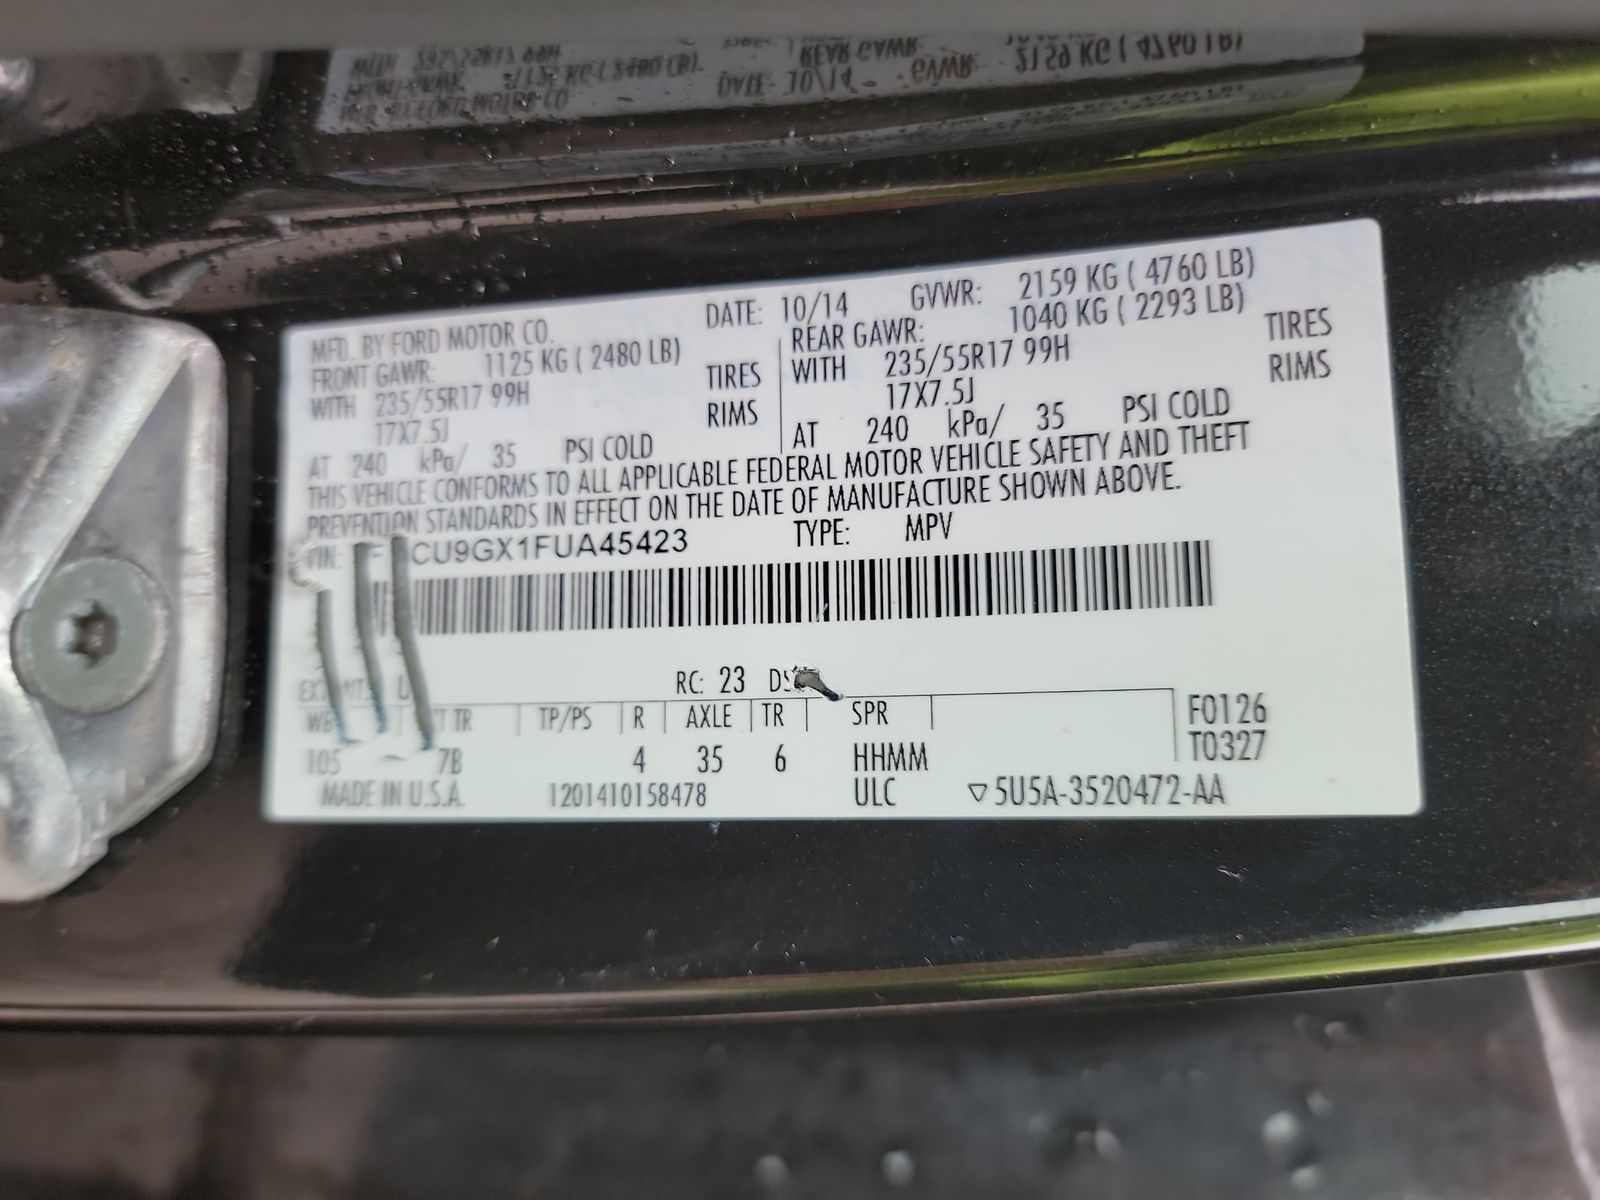 MFD. BY FORD MOTOR CO.
DATE: 10/14 GVWR: 2159 KG ( 4760 LB)
FRONT GAWR: 1125 KG ( 2480 LB)
WITH 235/55R17 99H TIRES
17X7.5J RIMS
AT 240 kPa/ 35 PSI COLD
REAR GAWR: 1040 KG ( 2293 LB)
WITH 235/55R17 99H TIRES
17X7.5J RIMS
AT 240 kPa/ 35 PSI COLD
THIS VEHICLE CONFORMS TO ALL APPLICABLE FEDERAL MOTOR VEHICLE SAFETY AND THEFT
PREVENTION STANDARDS IN EFFECT ON THE DATE OF MANUFACTURE SHOWN ABOVE.
VIN: CU9GX1FUA45423 TYPE: MPV
RC: 23
WB TR TP/PS R AXLE TR SPR F0126
105 7B 4 35 6 HHMM T0327
MADE IN U.S.A. 1201410158478 ULC ▽5U5A-3520472-AA